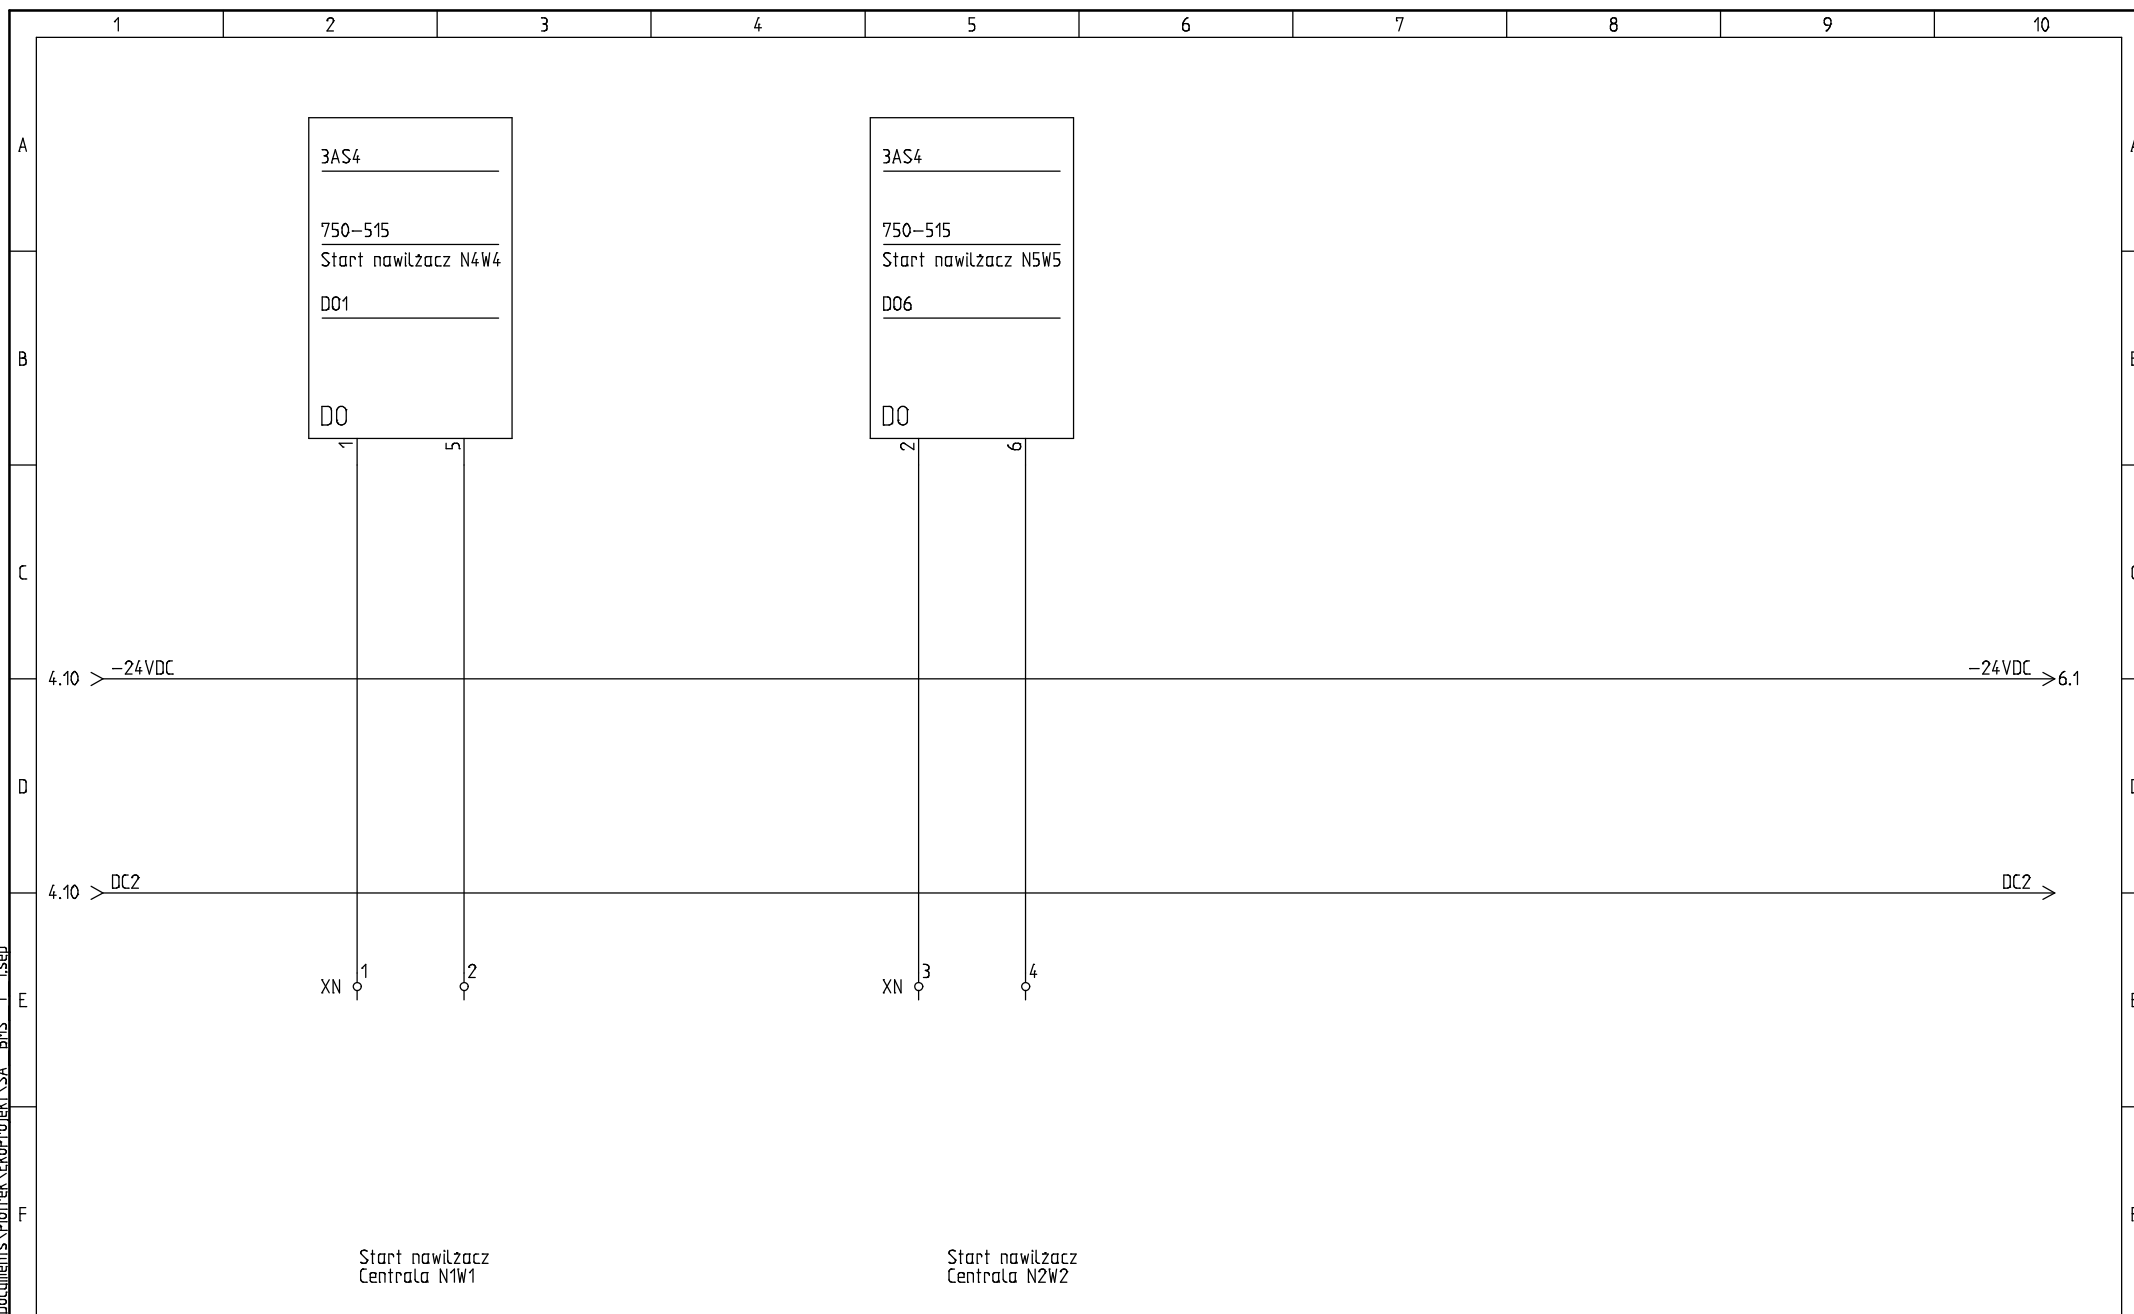 1 2 3 4 5 6 7 8 9 10
A A
3AS4 3AS4
750-515 750-515
Start nawilżacz N4W4 Start nawilżacz N5W5
DO1 DO6
B
DO DO
1 5 2 6
C
-24VDC -24VDC
4.10 6.1
D
DC2 DC2
4.10
1 2 3 4
XN XN
E
F
Start nawilżacz Start nawilżacz
Centrala N1W1 Centrala N2W2